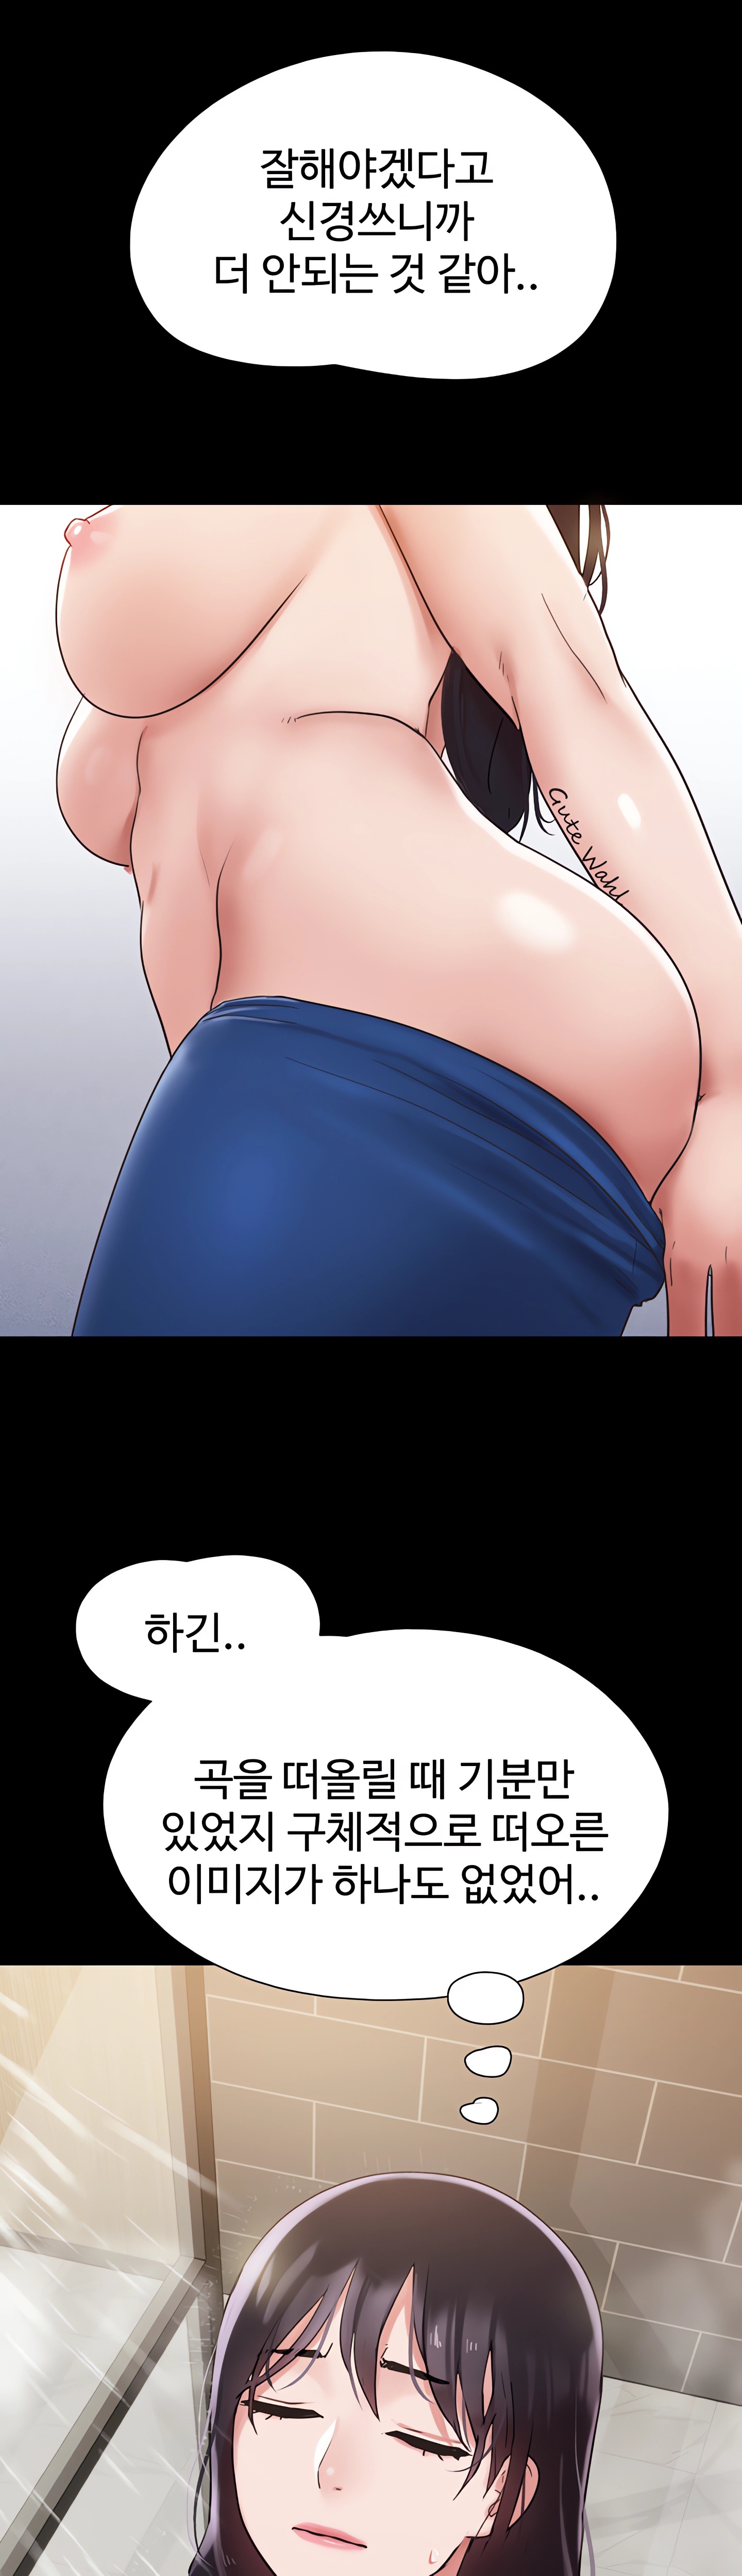 잘해야겠다고
신경쓰니까
더 안되는 것 같아..
Gute Wahl
하긴..
곡을 떠올릴 때 기분만
있었지 구체적으로 떠오른
이미지가 하나도 없었어..